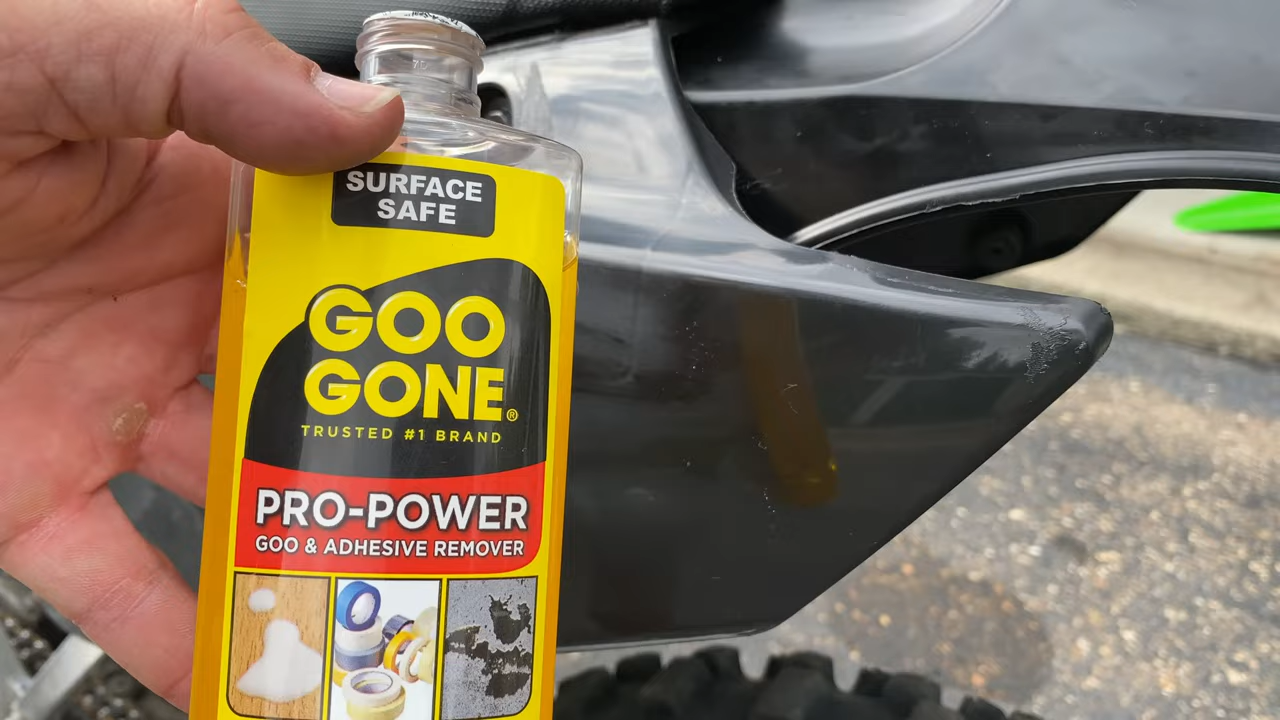 SURFACE
SAFE
GOO
GONE®
TRUSTED #1 BRAND
PRO-POWER
GOO & ADHESIVE REMOVER